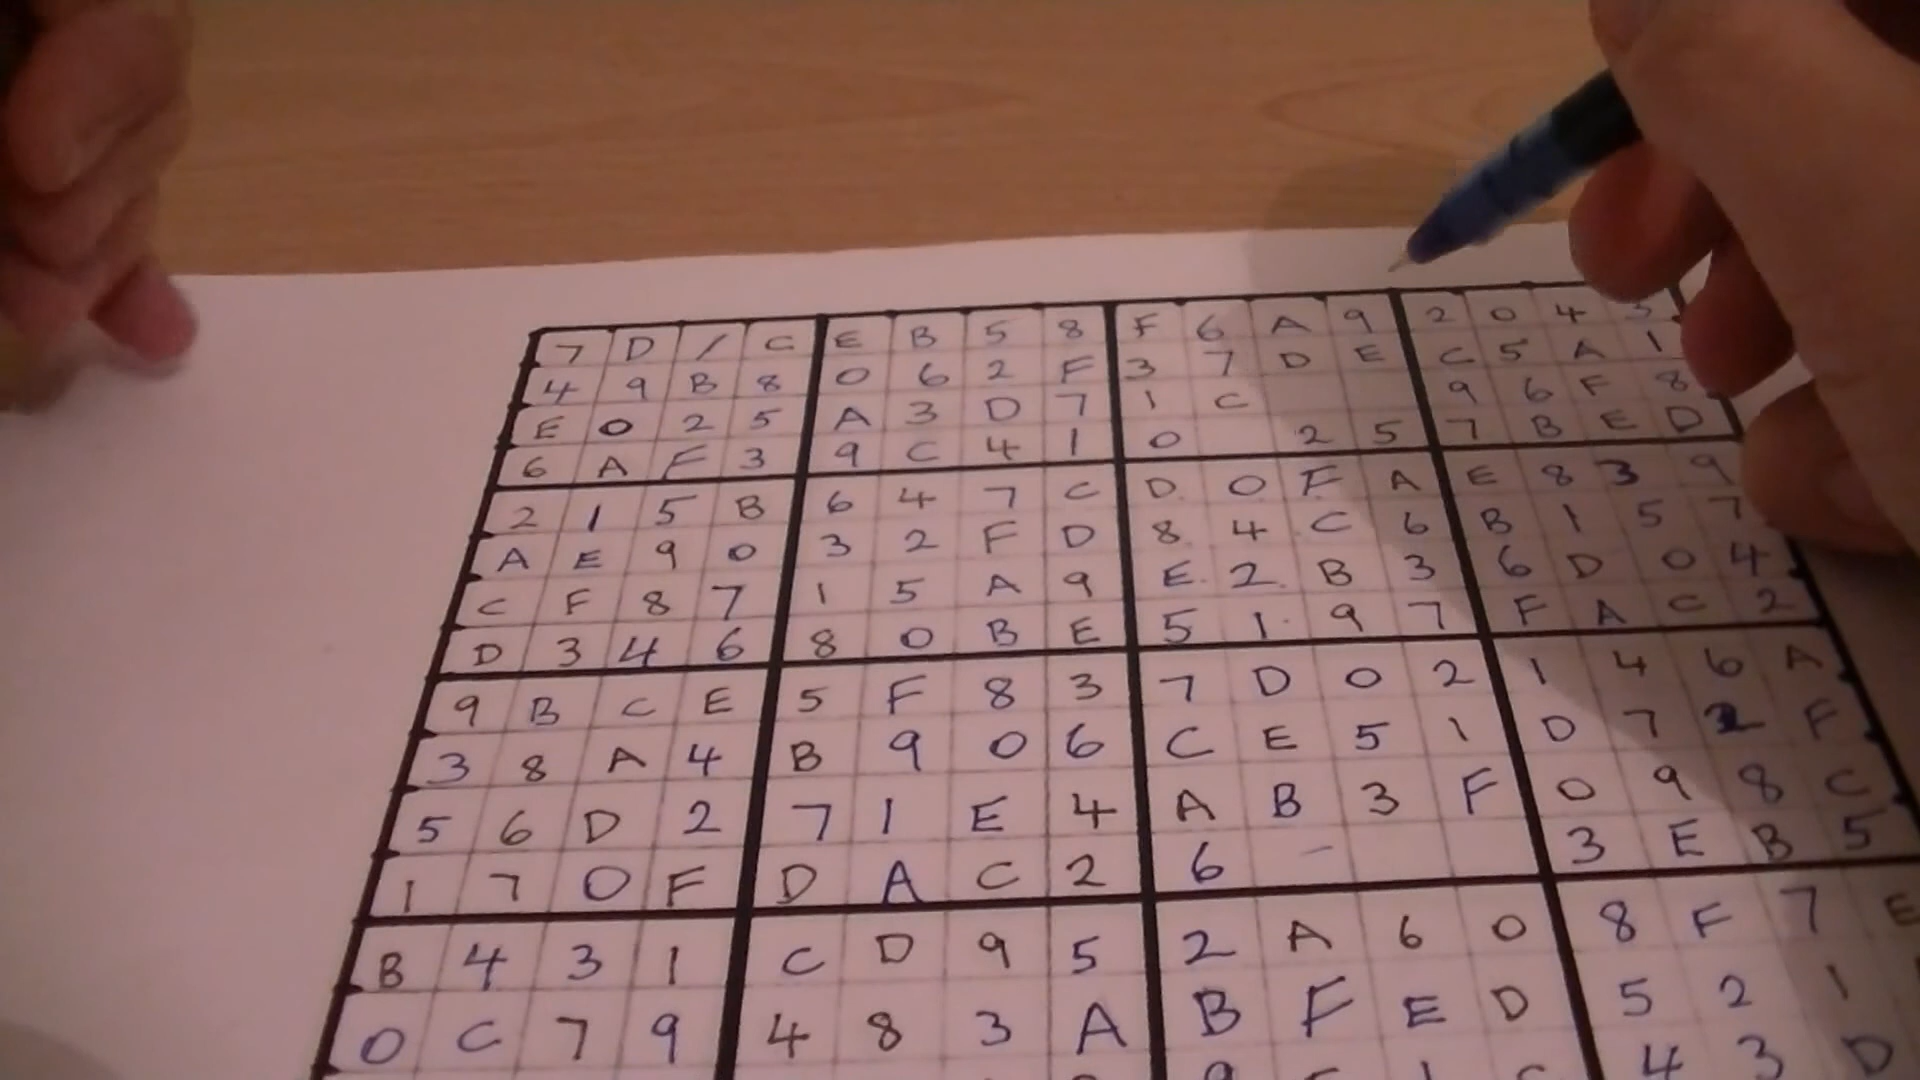 7 D 1 C E B 5 8 F 6 A 9 2 0 4 3
4 9 B 8 0 6 2 F 3 7 D E C 5 A 1
E 0 2 5 A 3 D 7 1 C 9 6 F 8
6 A F 3 9 C 4 1 0 2 5 7 B E D
2 1 5 B 6 4 7 C D 0 F A E 8 3 9
A E 9 0 3 2 F D 8 4 C 6 B 1 5 7
C F 8 7 1 5 A 9 E 2 B 3 6 D 0 4
D 3 4 6 8 0 B E 5 1 9 7 F A C 2
9 B C E 5 F 8 3 7 D 0 2 1 4 6 A
3 8 A 4 B 9 0 6 C E 5 1 D 7 2 F
5 6 D 2 7 1 E 4 A B 3 F 0 9 8 C
1 7 0 F D A C 2 6 3 E B 5
B 4 3 1 C D 9 5 2 A 6 0 8 F 7 E
0 C 7 9 4 8 3 A B F E D 5 2 1
4 3 D